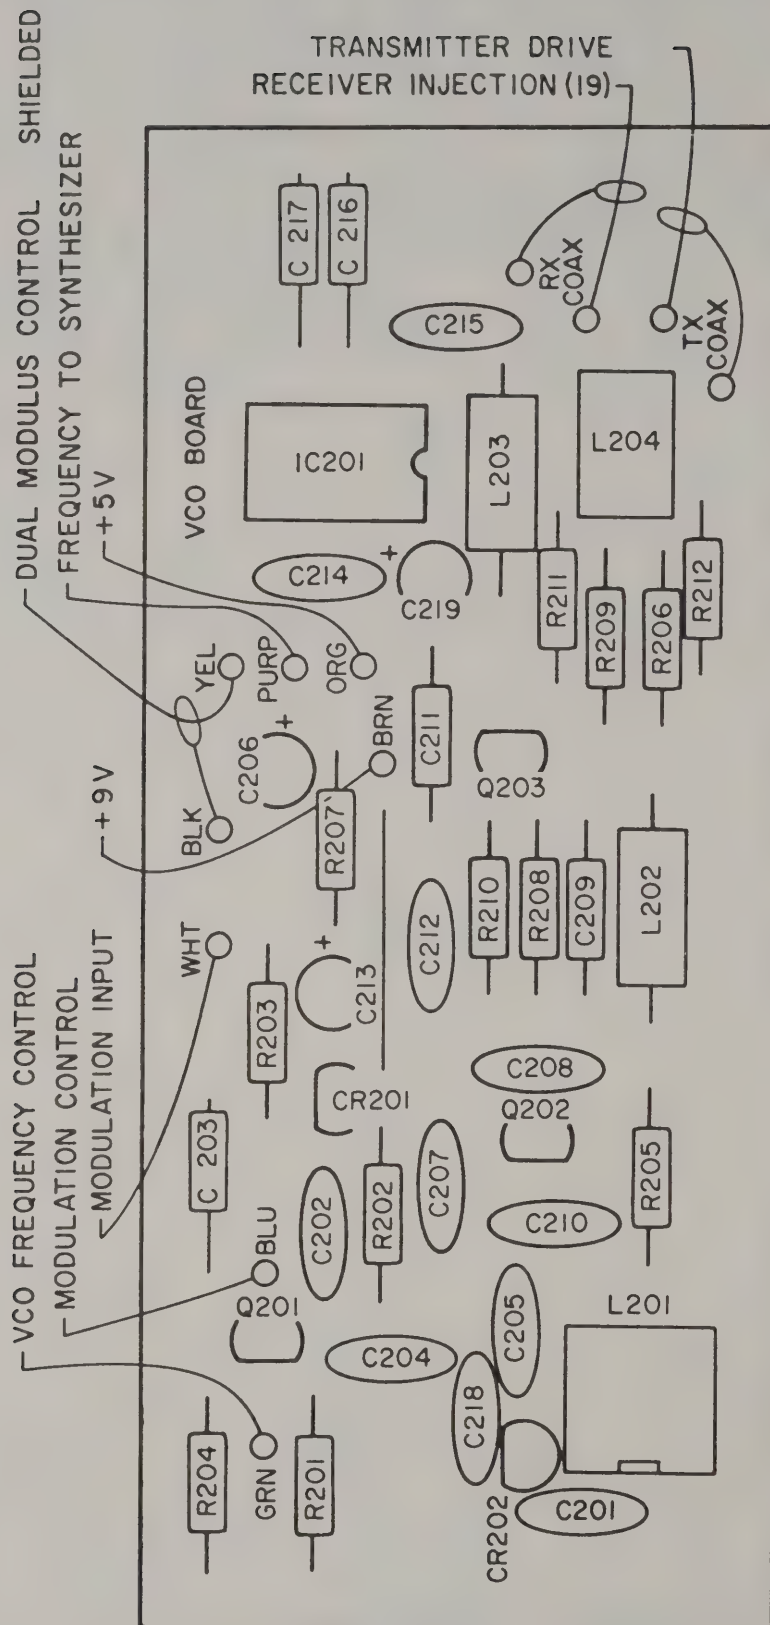 TRANSMITTER DRIVE
RECEIVER INJECTION (19)
DUAL MODULUS CONTROL SHIELDED
FREQUENCY TO SYNTHESIZER
+5V
+9V
VCO FREQUENCY CONTROL
MODULATION CONTROL
MODULATION INPUT
VCO BOARD
C 217
C 216
C215
RX
COAX
TX
COAX
IC201
L203
L204
C214
+
C219
R211
R209
R206
R212
YEL
PURP
ORG
BLK
C206
+
BRN
R207
C211
Q203
WHT
R203
+
C213
C212
R210
R208
C209
L202
C 203
CR201
C208
Q202
BLU
C202
R202
C207
C210
R205
Q201
C204
C205
L201
R204
GRN
R201
C218
CR202
C201